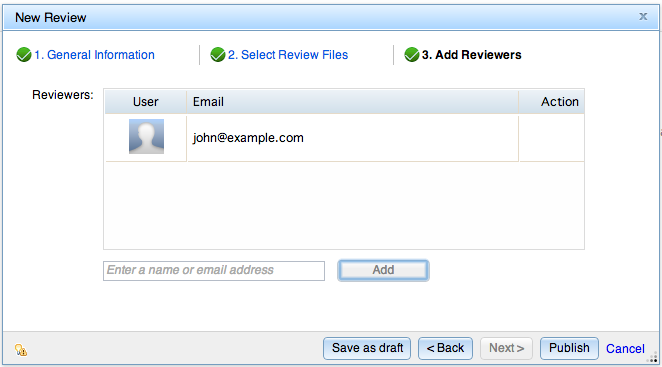 New Review
x
1. General Information
2. Select Review Files
3. Add Reviewers
Reviewers:
User
Email
Action
john@example.com
Enter a name or email address
Add
Save as draft
< Back
Next >
Publish
Cancel